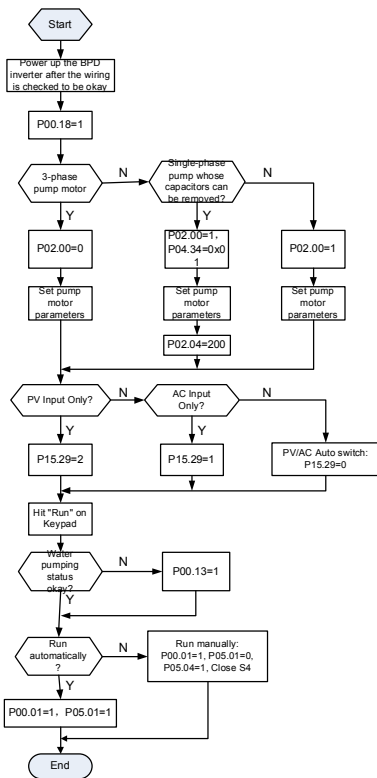 Start
Power up the BPD
inverter after the wiring
is checked to be okay
P00.18=1
3-phase
pump motor
N
Single-phase
pump whose
capacitors can
be removed?
N
Y
Y
P02.00=0
P02.00=1,
P04.34=0x0
1
P02.00=1
Set pump
motor
parameters
Set pump
motor
parameters
Set pump
motor
parameters
P02.04=200
PV Input Only?
N
AC Input
Only?
N
Y
Y
P15.29=2
P15.29=1
PV/AC Auto switch:
P15.29=0
Hit "Run" on
Keypad
Water
pumping
status
okay?
N
P00.13=1
Y
Run
automatically
?
N
Run manually:
P00.01=1, P05.01=0,
P05.04=1, Close S4
Y
P00.01=1, P05.01=1
End